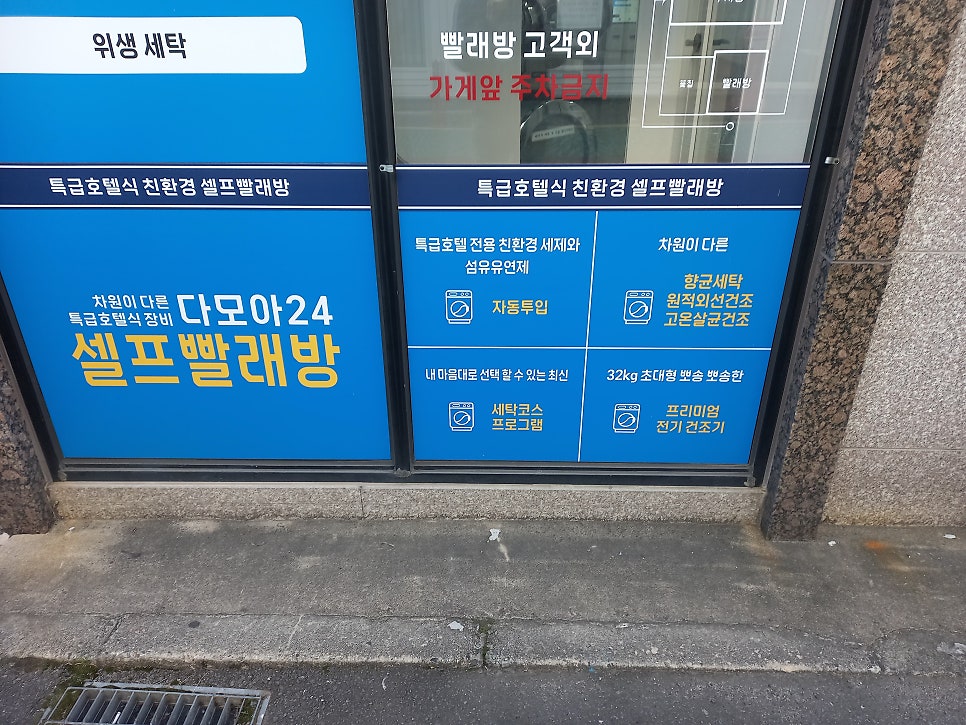 위생 세탁
빨래방 고객외
가게앞 주차금지
빨래방
특급호텔식 친환경 셀프빨래방
특급호텔식 친환경 셀프빨래방
차원이 다른
특급호텔식 장비
다모아24
셀프빨래방
특급호텔 전용 친환경 세제와
섬유유연제
자동투입
차원이 다른
향균세탁
원적외선건조
고온살균건조
내 마음대로 선택 할 수 있는 최신
세탁코스
프로그램
32kg 초대형 뽀송 뽀송한
프리미엄
전기 건조기